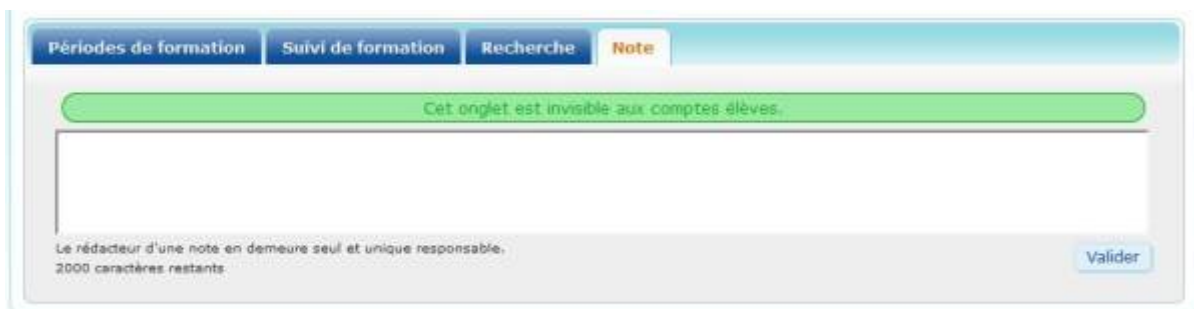 Périodes de formation Suivi de formation Recherche Note
Cet onglet est invisible aux comptes élèves.
Le rédacteur d'une note en demeure seul et unique responsable.
2000 caractères restants
Valider